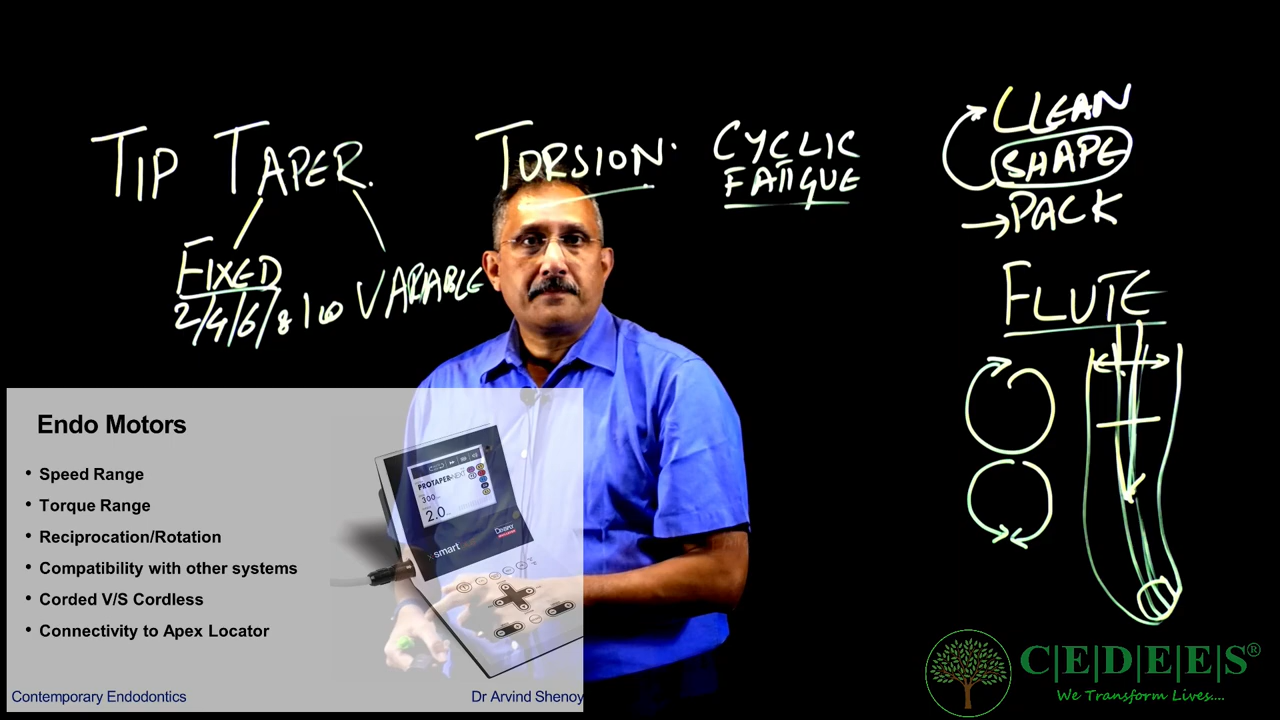 TIP TAPER.
FIXED
2/4/6/8/10
VARIABLE
TORSION.
CYCLIC
FATIGUE
CLEAN
SHAPE
PACK
FLUTE
Endo Motors
• Speed Range
• Torque Range
• Reciprocation/Rotation
• Compatibility with other systems
• Corded V/S Cordless
• Connectivity to Apex Locator
PROTAPER NEXT
300
2.0
smart
Contemporary Endodontics
Dr Arvind Shenoy
C|E|D|E|E|S®
We Transform Lives....